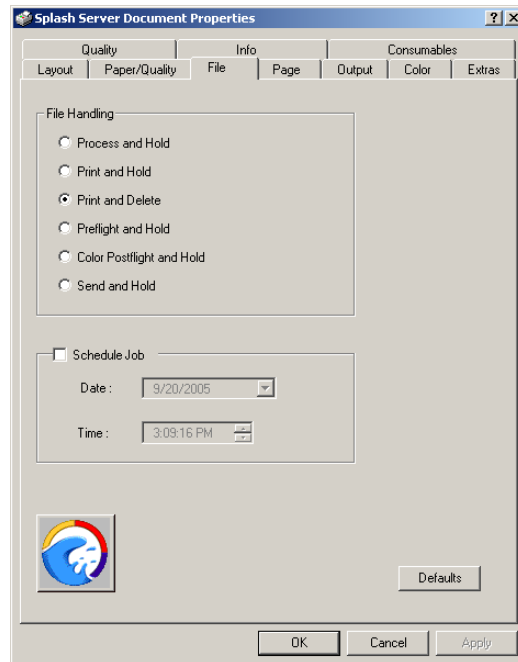 Splash Server Document Properties
Quality Info Consumables
Layout Paper/Quality File Page Output Color Extras
File Handling
Process and Hold
Print and Hold
Print and Delete
Preflight and Hold
Color Postflight and Hold
Send and Hold
Schedule Job
Date : 9/20/2005
Time : 3:09:16 PM
Defaults
OK Cancel Apply